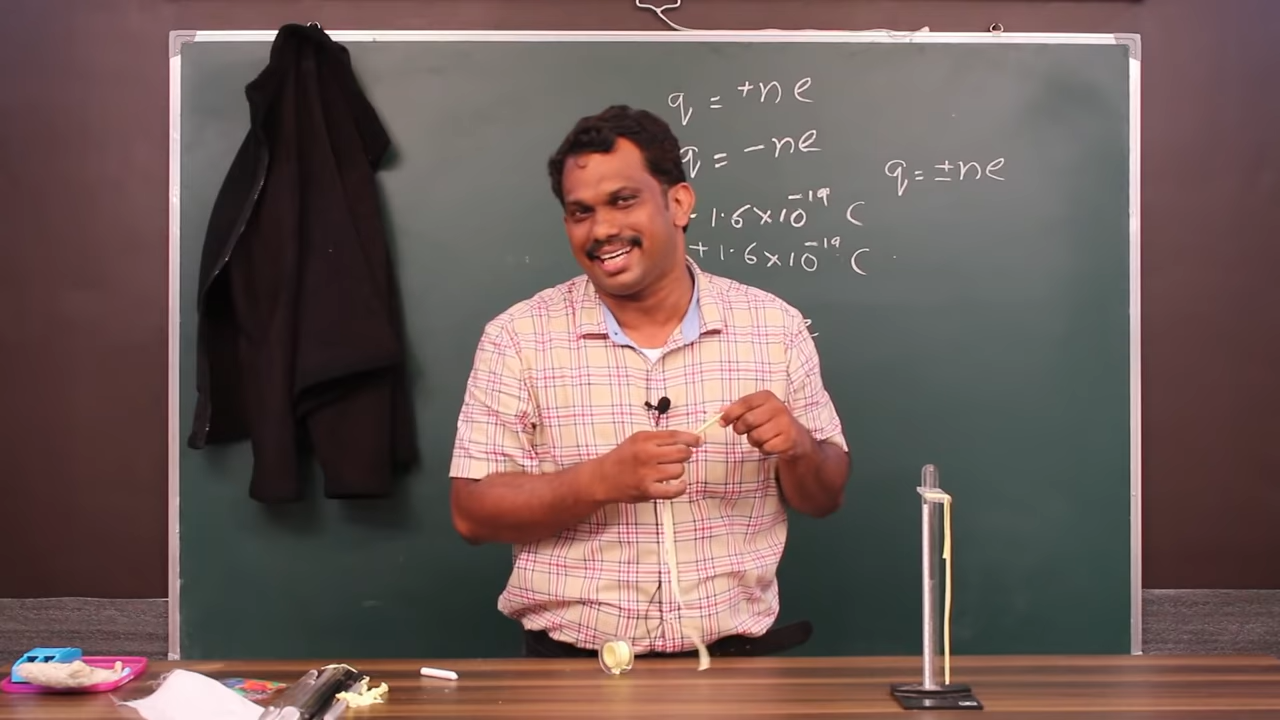 q = +ne
q = -ne
q = ±ne
- 1.6×10⁻¹⁹ C
+ 1.6×10⁻¹⁹ C